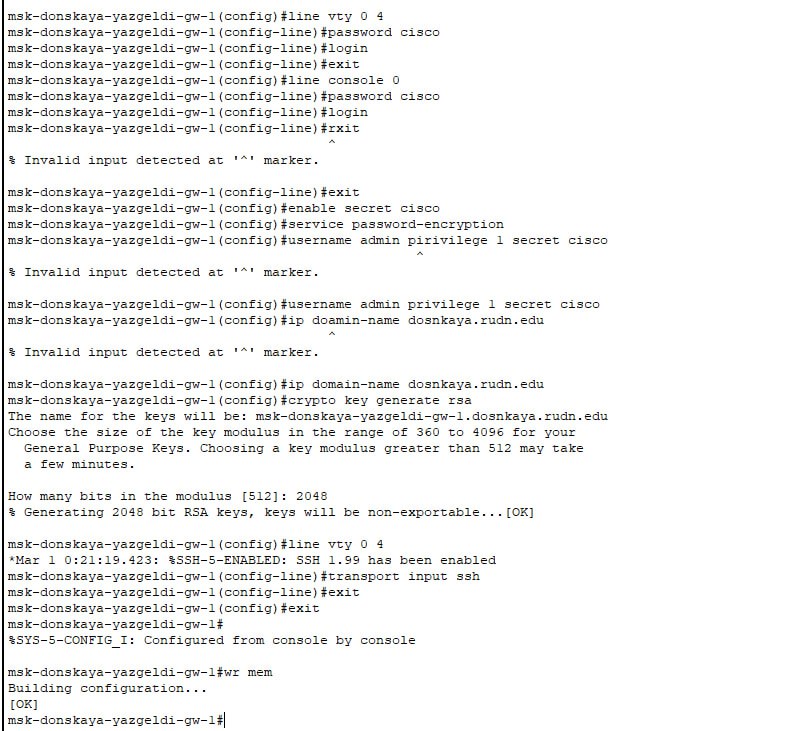 msk-donskaya-yazgeldi-gw-1(config)#line vty 0 4
msk-donskaya-yazgeldi-gw-1(config-line)#password cisco
msk-donskaya-yazgeldi-gw-1(config-line)#login
msk-donskaya-yazgeldi-gw-1(config-line)#exit
msk-donskaya-yazgeldi-gw-1(config)#line console 0
msk-donskaya-yazgeldi-gw-1(config-line)#password cisco
msk-donskaya-yazgeldi-gw-1(config-line)#login
msk-donskaya-yazgeldi-gw-1(config-line)#rxit
^
% Invalid input detected at '^' marker.
msk-donskaya-yazgeldi-gw-1(config-line)#exit
msk-donskaya-yazgeldi-gw-1(config)#enable secret cisco
msk-donskaya-yazgeldi-gw-1(config)#service password-encryption
msk-donskaya-yazgeldi-gw-1(config)#username admin pirivilege 1 secret cisco
^
% Invalid input detected at '^' marker.
msk-donskaya-yazgeldi-gw-1(config)#username admin privilege 1 secret cisco
msk-donskaya-yazgeldi-gw-1(config)#ip doamin-name dosnkaya.rudn.edu
^
% Invalid input detected at '^' marker.
msk-donskaya-yazgeldi-gw-1(config)#ip domain-name dosnkaya.rudn.edu
msk-donskaya-yazgeldi-gw-1(config)#crypto key generate rsa
The name for the keys will be: msk-donskaya-yazgeldi-gw-1.dosnkaya.rudn.edu
Choose the size of the key modulus in the range of 360 to 4096 for your
General Purpose Keys. Choosing a key modulus greater than 512 may take
a few minutes.
How many bits in the modulus [512]: 2048
% Generating 2048 bit RSA keys, keys will be non-exportable...[OK]
msk-donskaya-yazgeldi-gw-1(config)#line vty 0 4
*Mar 1 0:21:19.423: %SSH-5-ENABLED: SSH 1.99 has been enabled
msk-donskaya-yazgeldi-gw-1(config-line)#transport input ssh
msk-donskaya-yazgeldi-gw-1(config-line)#exit
msk-donskaya-yazgeldi-gw-1(config)#exit
msk-donskaya-yazgeldi-gw-1#
%SYS-5-CONFIG_I: Configured from console by console
msk-donskaya-yazgeldi-gw-1#wr mem
Building configuration...
[OK]
msk-donskaya-yazgeldi-gw-1#